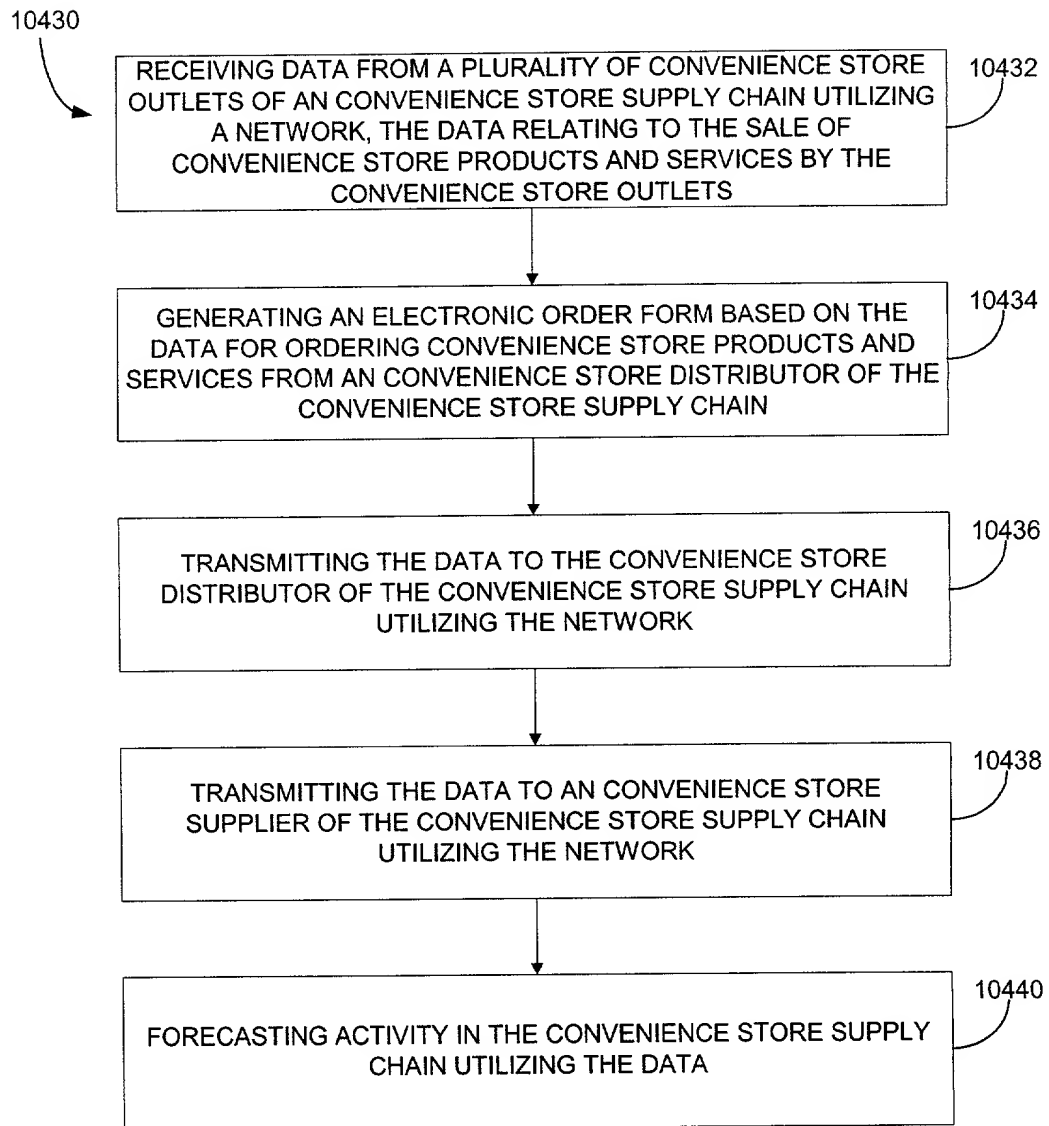 10430
RECEIVING DATA FROM A PLURALITY OF CONVENIENCE STORE
OUTLETS OF AN CONVENIENCE STORE SUPPLY CHAIN UTILIZING
A NETWORK, THE DATA RELATING TO THE SALE OF
CONVENIENCE STORE PRODUCTS AND SERVICES BY THE
CONVENIENCE STORE OUTLETS
10432
GENERATING AN ELECTRONIC ORDER FORM BASED ON THE
DATA FOR ORDERING CONVENIENCE STORE PRODUCTS AND
SERVICES FROM AN CONVENIENCE STORE DISTRIBUTOR OF THE
CONVENIENCE STORE SUPPLY CHAIN
10434
TRANSMITTING THE DATA TO THE CONVENIENCE STORE
DISTRIBUTOR OF THE CONVENIENCE STORE SUPPLY CHAIN
UTILIZING THE NETWORK
10436
TRANSMITTING THE DATA TO AN CONVENIENCE STORE
SUPPLIER OF THE CONVENIENCE STORE SUPPLY CHAIN
UTILIZING THE NETWORK
10438
FORECASTING ACTIVITY IN THE CONVENIENCE STORE SUPPLY
CHAIN UTILIZING THE DATA
10440